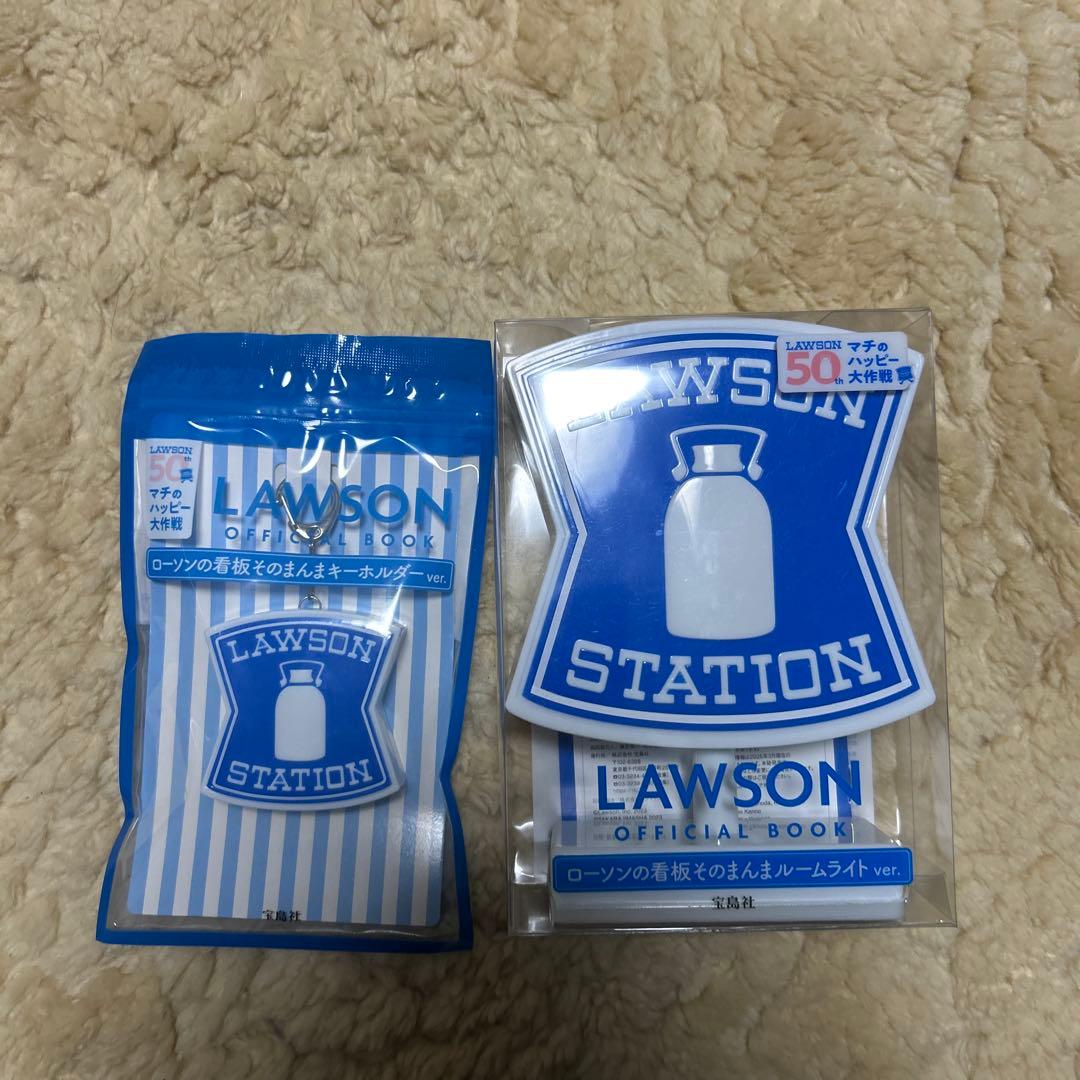 LAWSON
50th
マチの
ハッピー
大作戦
LAWSON
OFFICIAL BOOK
ローソンの看板そのまんまキーホルダー ver.
LAWSON
STATION
宝島社
LAWSON
50th
マチの
ハッピー
大作戦
LAWSON
STATION
LAWSON
OFFICIAL BOOK
ローソンの看板そのまんまルームライト ver.
宝島社